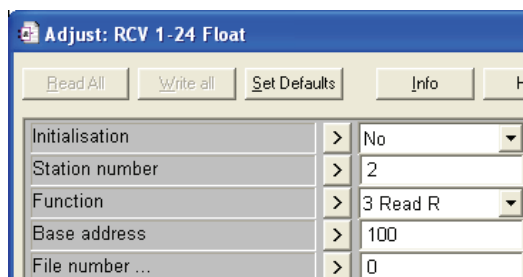 Adjust: RCV 1-24 Float
Read All Write all Set Defaults Info H
Initialisation > No
Station number > 2
Function > 3 Read R
Base address > 100
File number ... > 0